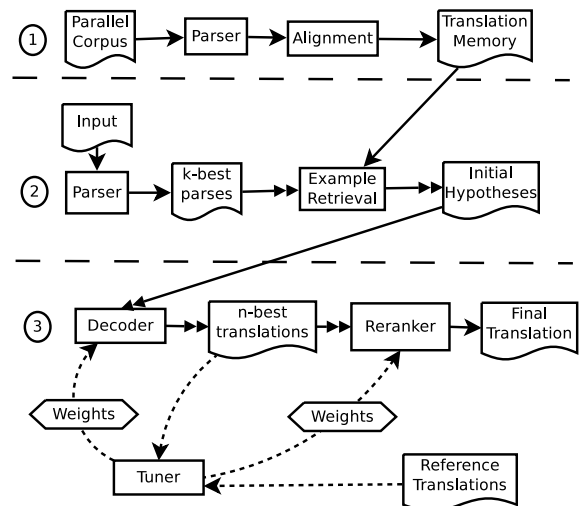 1
Parallel
Corpus
Parser
Alignment
Translation
Memory
Input
2
Parser
k-best
parses
Example
Retrieval
Initial
Hypotheses
3
Decoder
n-best
translations
Reranker
Final
Translation
Weights
Weights
Tuner
Reference
Translations